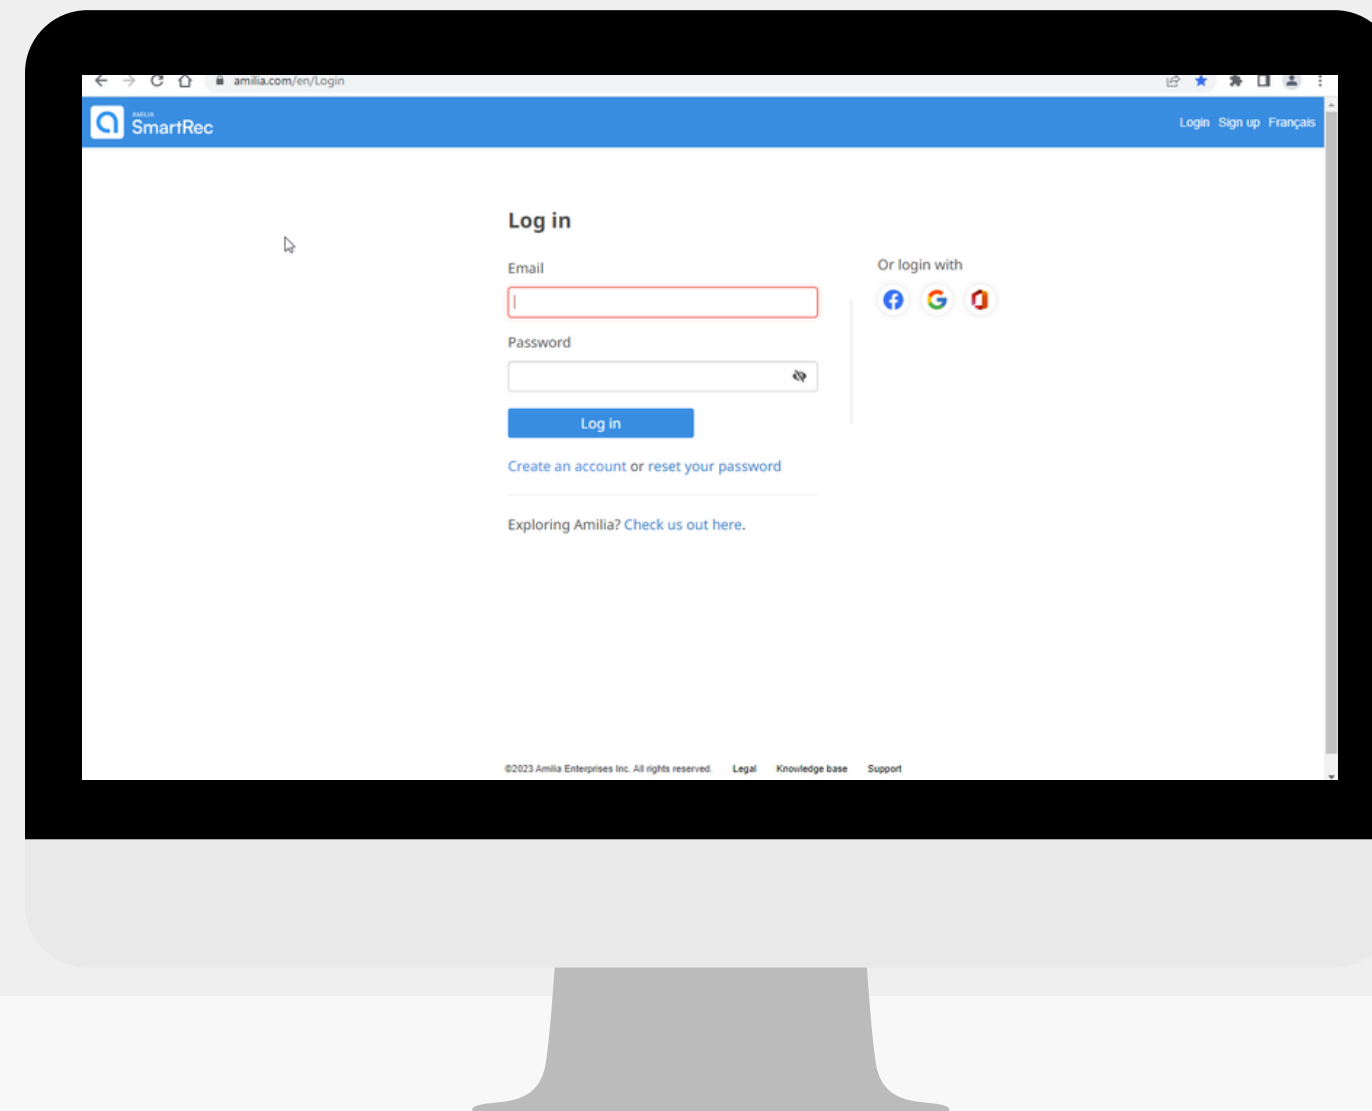 amilia.com/en/Login
AMILIA
SmartRec
Login Sign up Français
Log in
Email
Or login with
Password
Log in
Create an account or reset your password
Exploring Amilia? Check us out here.
©2023 Amilia Enterprises Inc. All rights reserved. Legal Knowledge base Support